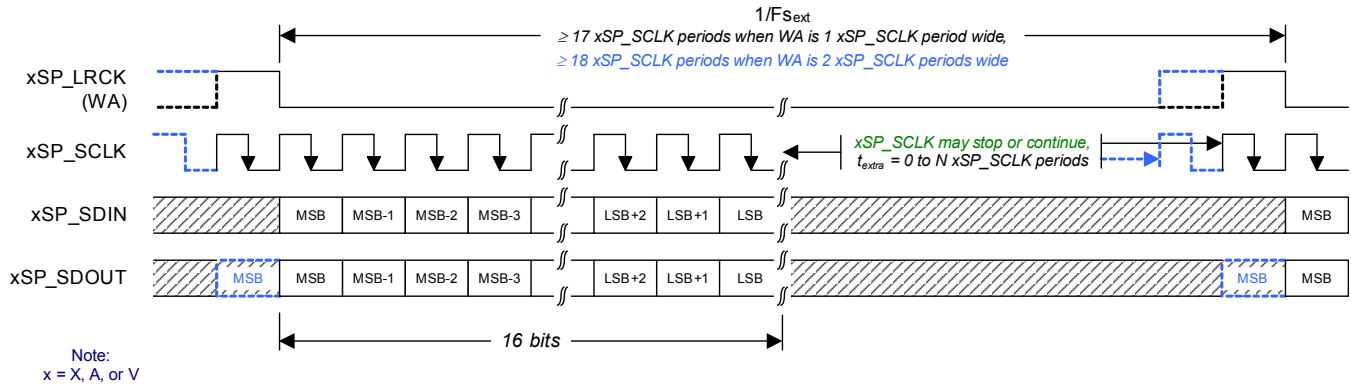 1/Fsext
≥ 17 xSP_SCLK periods when WA is 1 xSP_SCLK period wide,
≥ 18 xSP_SCLK periods when WA is 2 xSP_SCLK periods wide
xSP_LRCK
(WA)
xSP_SCLK
xSP_SCLK may stop or continue,
textra = 0 to N xSP_SCLK periods
xSP_SDIN
MSB MSB-1 MSB-2 MSB-3 LSB+2 LSB+1 LSB MSB
xSP_SDOUT
MSB MSB MSB-1 MSB-2 MSB-3 LSB+2 LSB+1 LSB MSB MSB
16 bits
Note:
x = X, A, or V